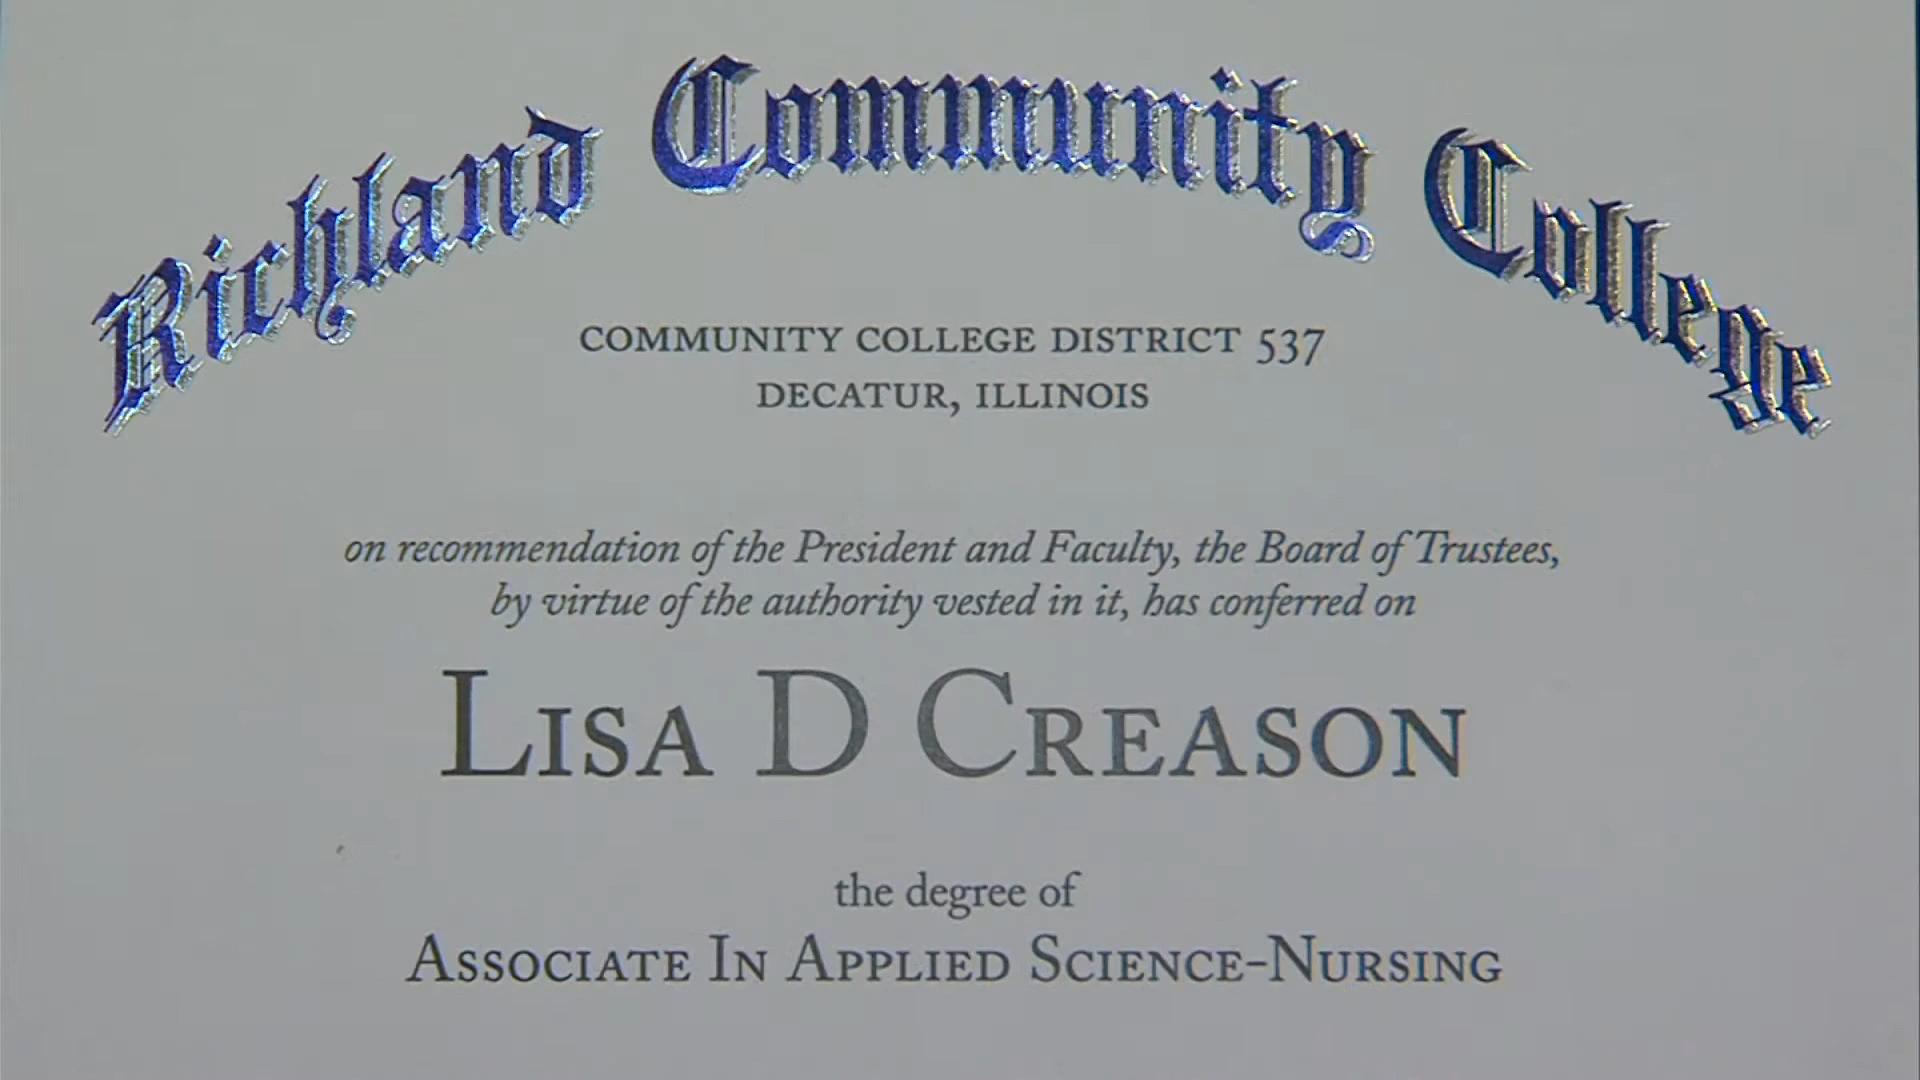 Richland Community College
COMMUNITY COLLEGE DISTRICT 537
DECATUR, ILLINOIS
on recommendation of the President and Faculty, the Board of Trustees,
by virtue of the authority vested in it, has conferred on
LISA D CREASON
the degree of
ASSOCIATE IN APPLIED SCIENCE-NURSING